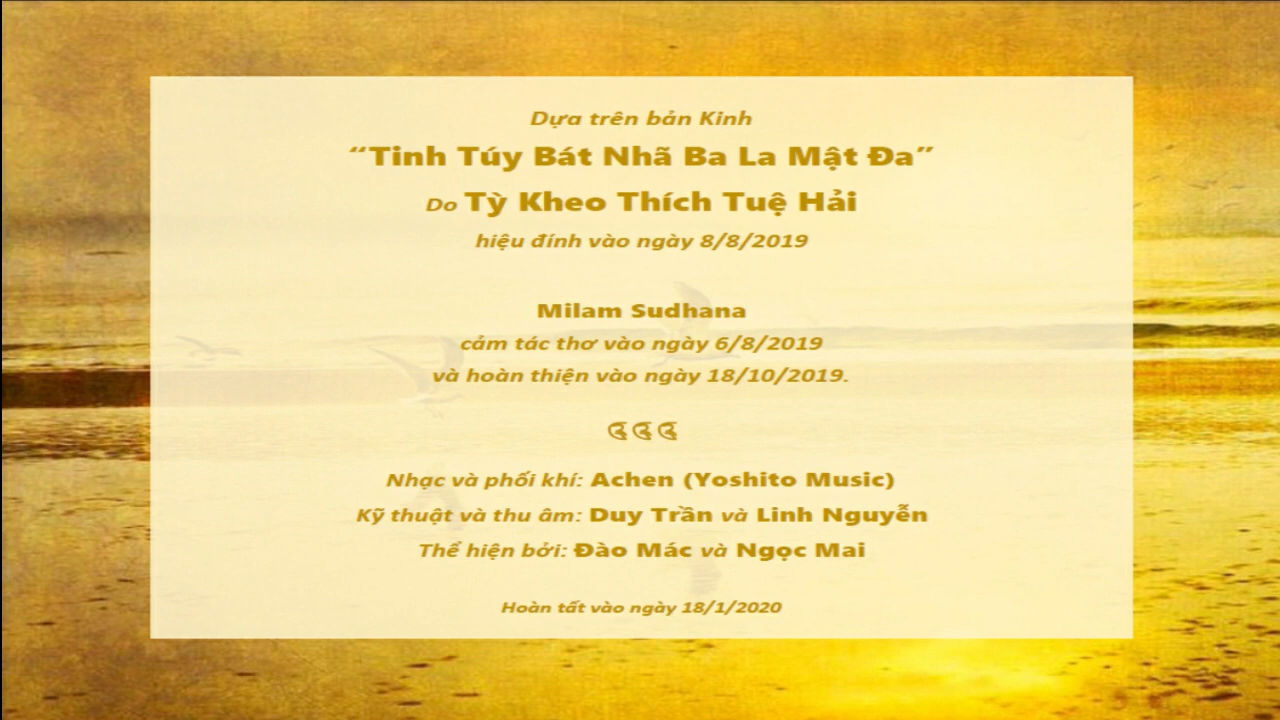 Dựa trên bản Kinh
“Tinh Túy Bát Nhã Ba La Mật Đa”
Do Tỳ Kheo Thích Tuệ Hải
hiệu đính vào ngày 8/8/2019
Milam Sudhana
cảm tác thơ vào ngày 6/8/2019
và hoàn thiện vào ngày 18/10/2019.
Nhạc và phối khí: Achen (Yoshito Music)
Kỹ thuật và thu âm: Duy Trần và Linh Nguyễn
Thể hiện bởi: Đào Mác và Ngọc Mai
Hoàn tất vào ngày 18/1/2020